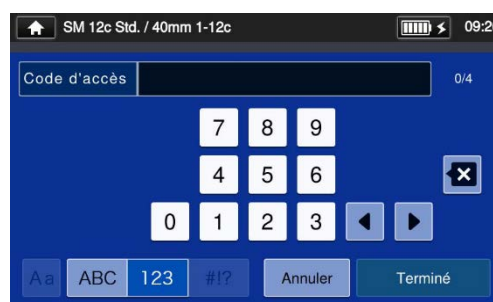 SM 12c Std. / 40mm 1-12c 09:20
Code d'accès 0/4
7 8 9
4 5 6
0 1 2 3
Aa ABC 123 #!? Annuler Terminé